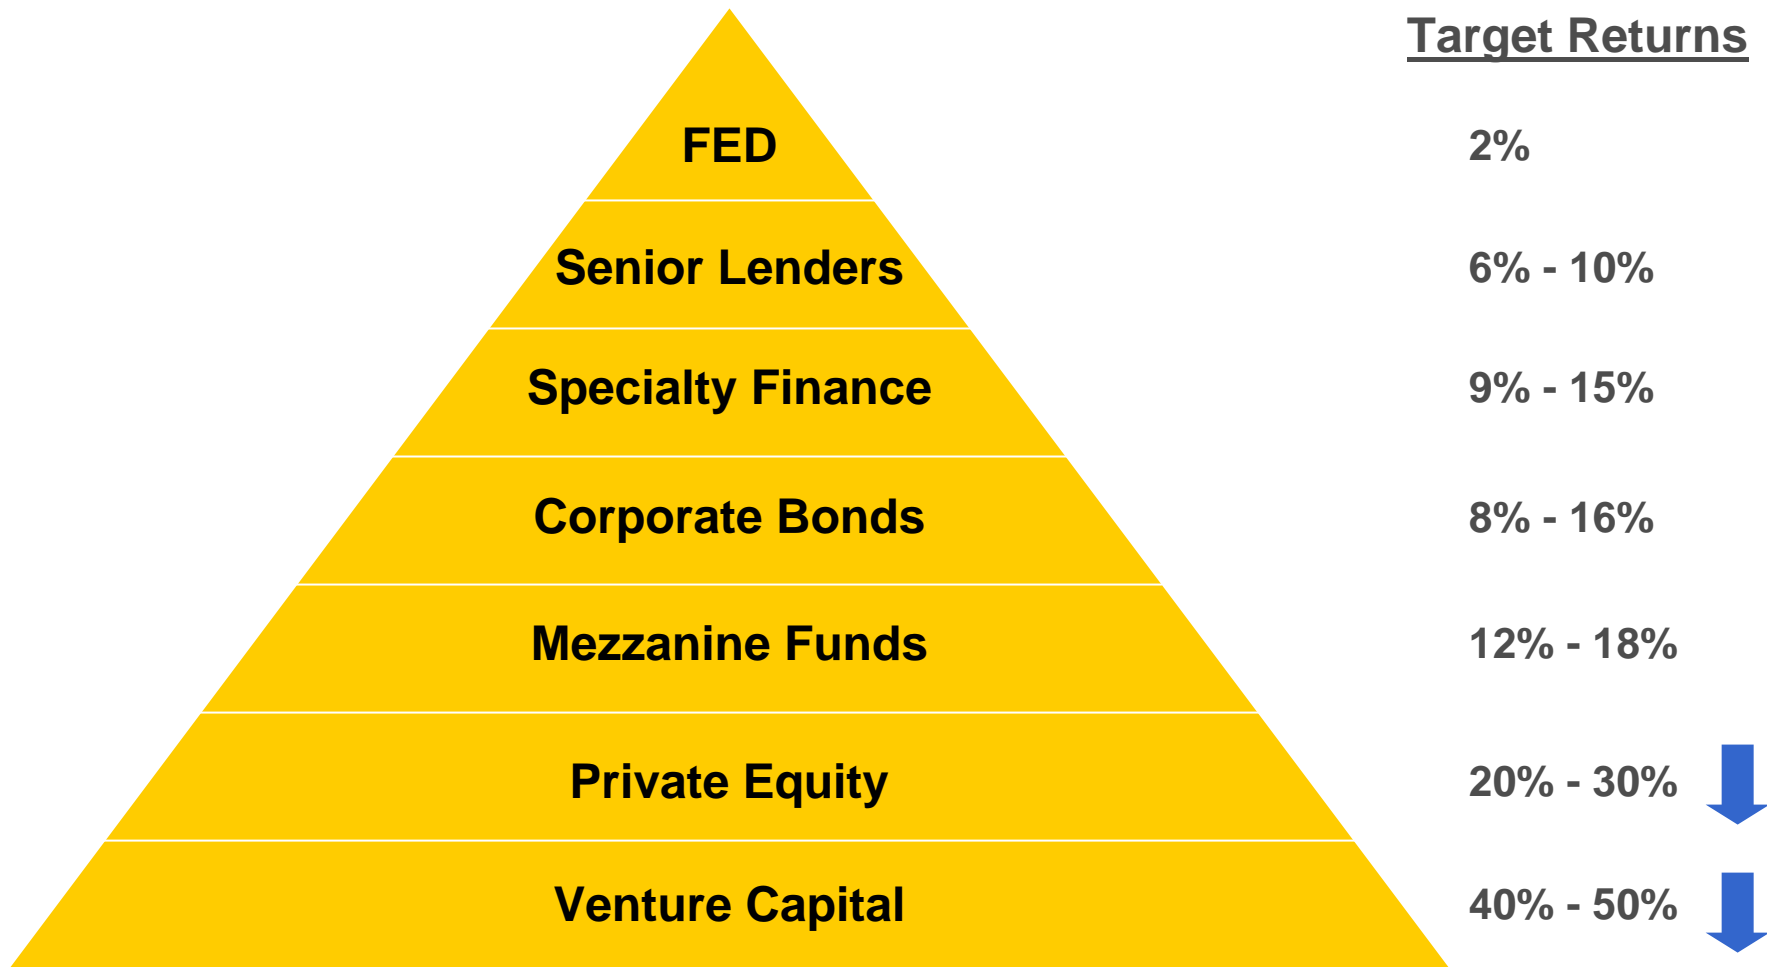 Target Returns
FED
2%
Senior Lenders
6% - 10%
Specialty Finance
9% - 15%
Corporate Bonds
8% - 16%
Mezzanine Funds
12% - 18%
Private Equity
20% - 30%
Venture Capital
40% - 50%